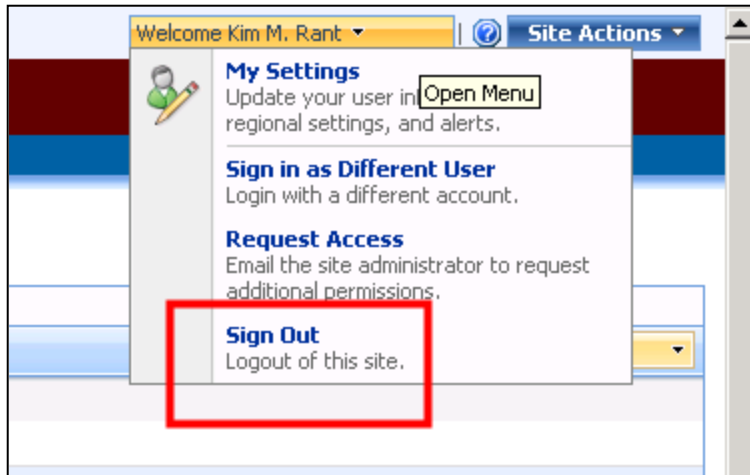 Welcome Kim M. Rant Site Actions
My Settings
Update your user in
Open Menu
regional settings, and alerts.
Sign in as Different User
Login with a different account.
Request Access
Email the site administrator to request
additional permissions.
Sign Out
Logout of this site.